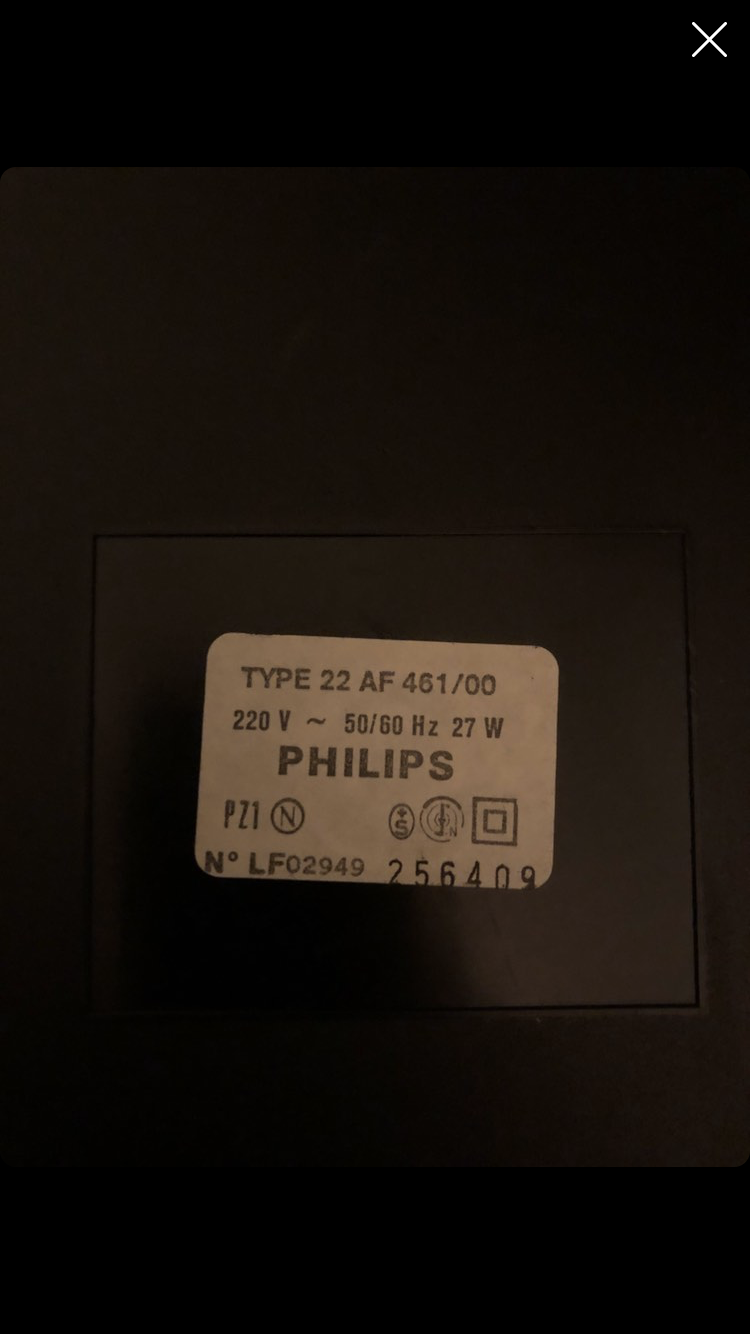 TYPE 22 AF 461/00
220 V ~ 50/60 Hz 27 W
PHILIPS
PZ1 N S N
N° LF02949 256409